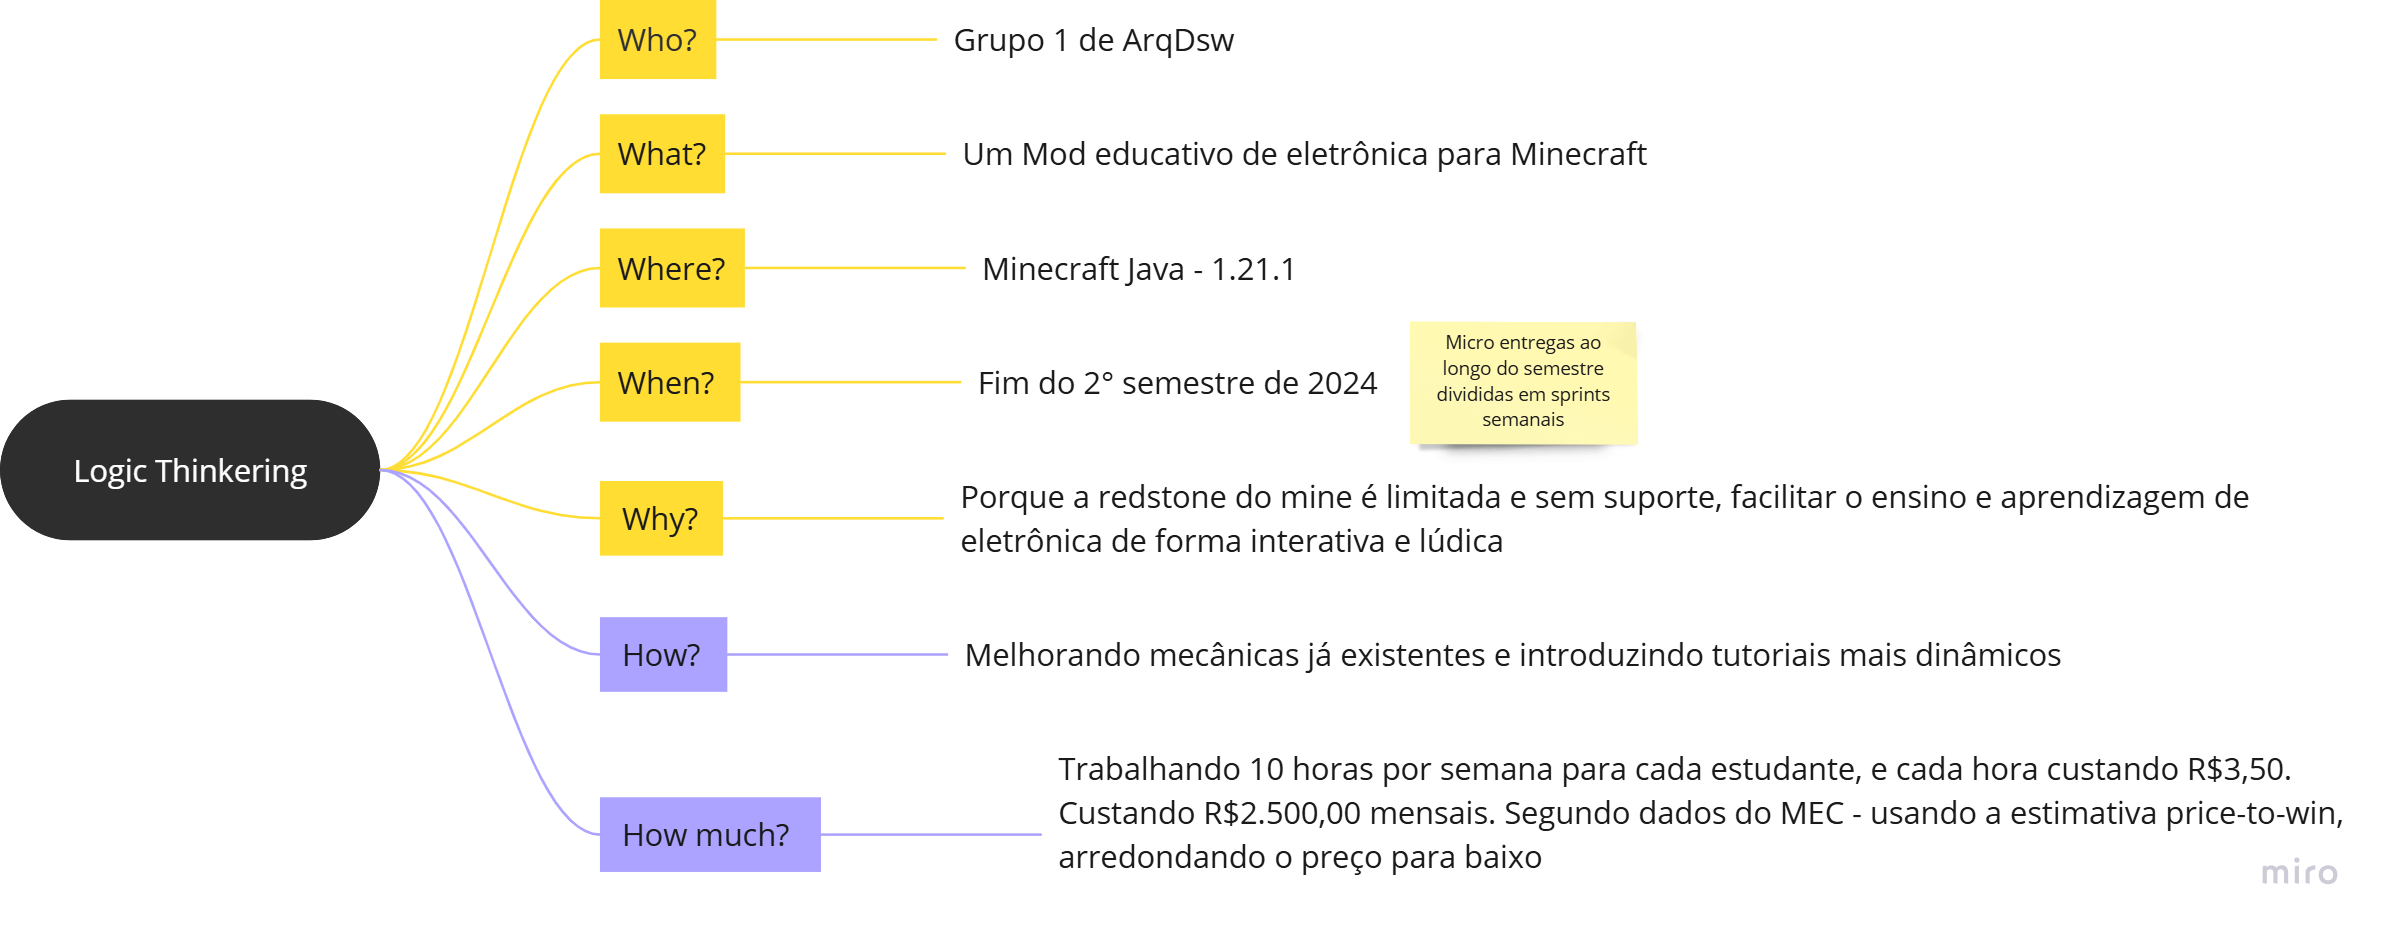 Who?
Grupo 1 de ArqDsw
What?
Um Mod educativo de eletrônica para Minecraft
Where?
Minecraft Java - 1.21.1
When?
Fim do 2° semestre de 2024
Micro entregas ao
longo do semestre
divididas em sprints
semanais
Logic Thinkering
Why?
Porque a redstone do mine é limitada e sem suporte, facilitar o ensino e aprendizagem de
eletrônica de forma interativa e lúdica
How?
Melhorando mecânicas já existentes e introduzindo tutoriais mais dinâmicos
How much?
Trabalhando 10 horas por semana para cada estudante, e cada hora custando R$3,50.
Custando R$2.500,00 mensais. Segundo dados do MEC - usando a estimativa price-to-win,
arredondando o preço para baixo
miro